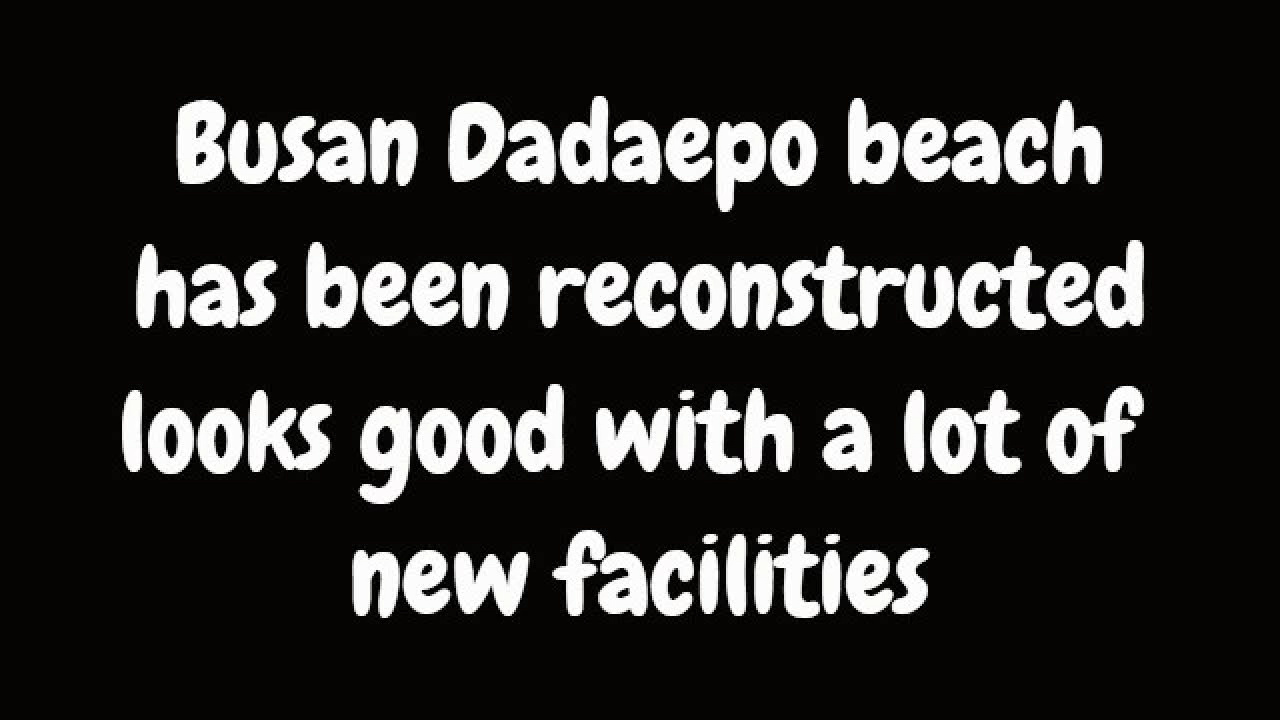 Busan Dadaepo beach
has been reconstructed
looks good with a lot of
new facilities